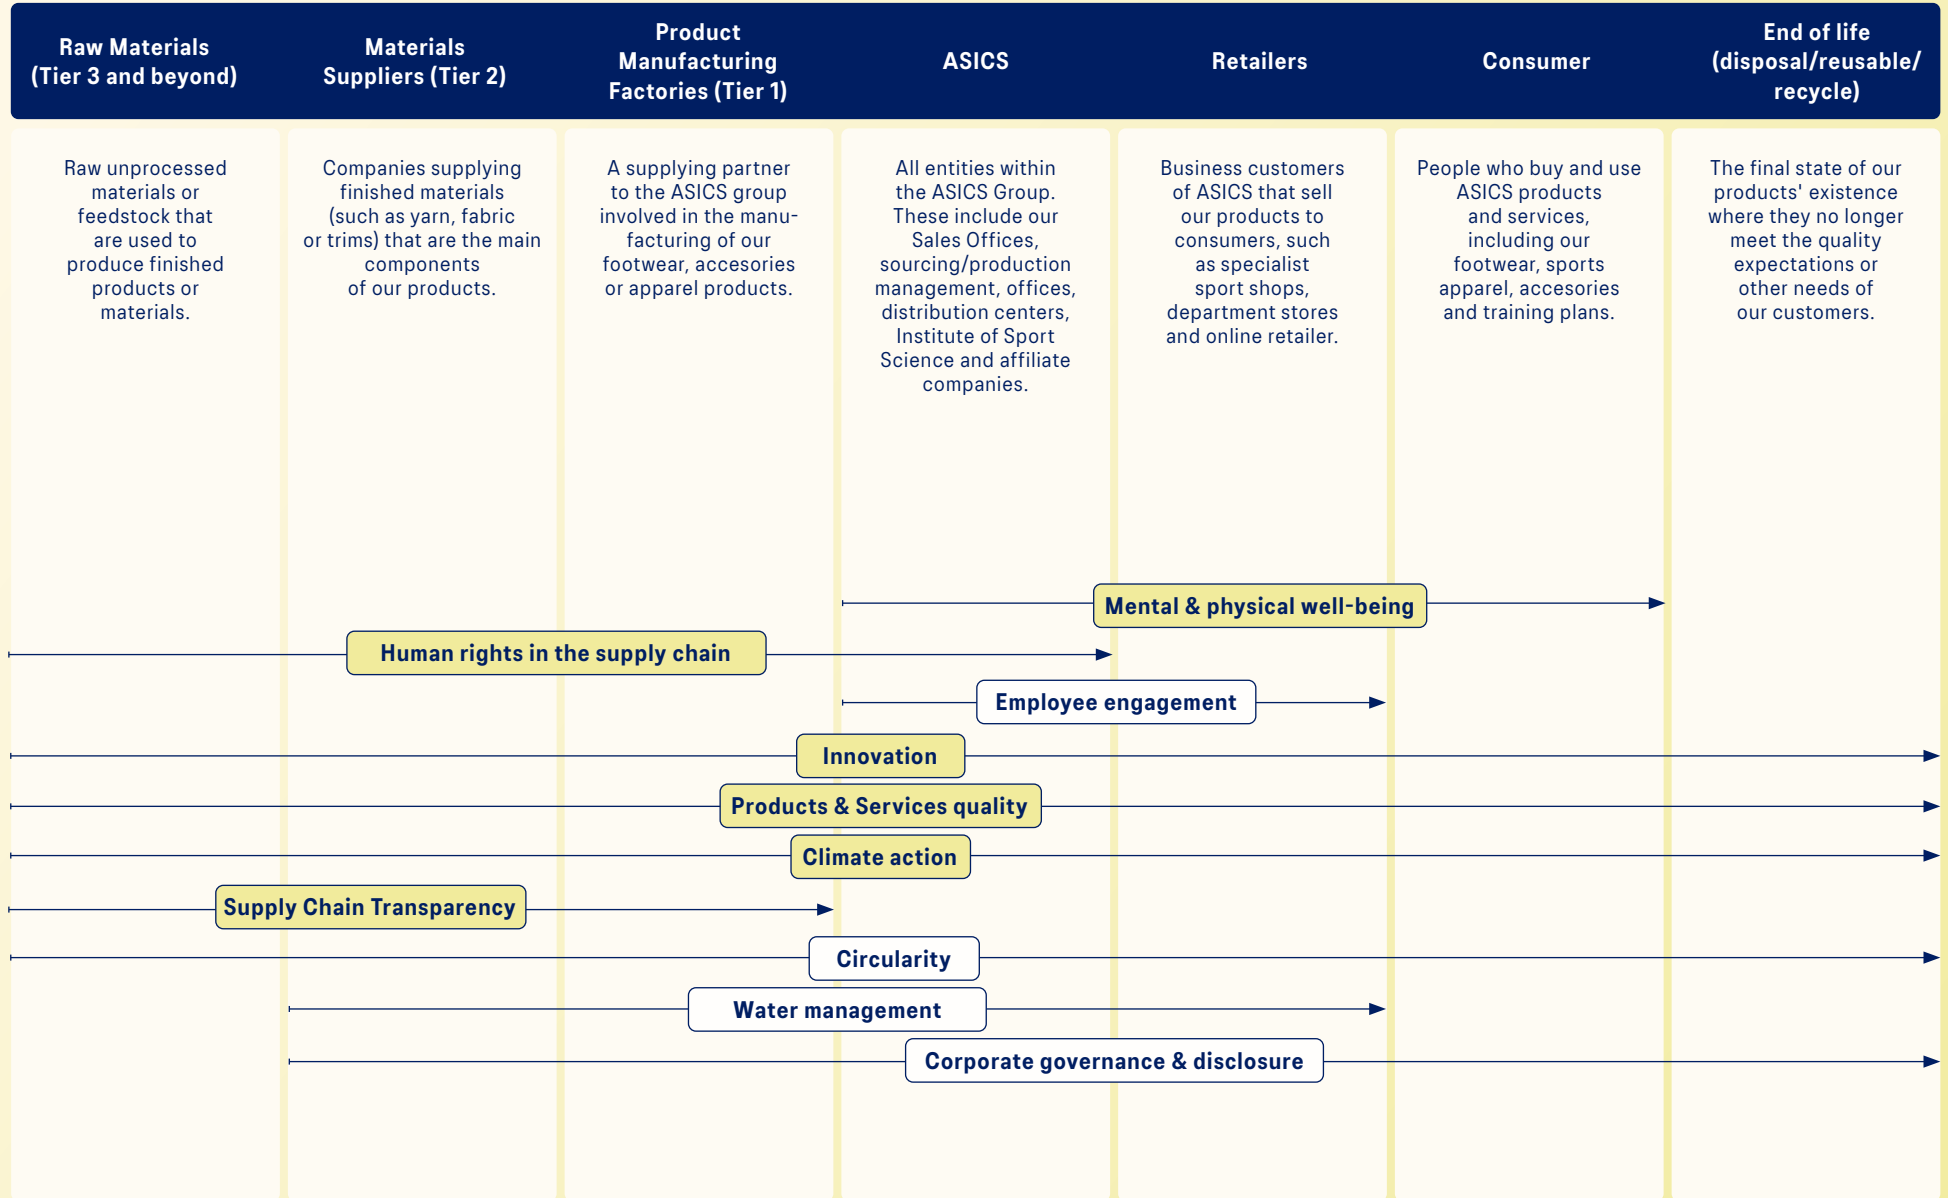 Raw Materials
(Tier 3 and beyond)
Materials
Suppliers (Tier 2)
Product
Manufacturing
Factories (Tier 1)
ASICS
Retailers
Consumer
End of life
(disposal/reusable/
recycle)
Raw unprocessed
materials or
feedstock that
are used to
produce finished
products or
materials.
Companies supplying
finished materials
(such as yarn, fabric
or trims) that are the main
components
of our products.
A supplying partner
to the ASICS group
involved in the manu-
facturing of our
footwear, accesories
or apparel products.
All entities within
the ASICS Group.
These include our
Sales Offices,
sourcing/production
management, offices,
distribution centers,
Institute of Sport
Science and affiliate
companies.
Business customers
of ASICS that sell
our products to
consumers, such
as specialist
sport shops,
department stores
and online retailer.
People who buy and use
ASICS products
and services,
including our
footwear, sports
apparel, accesories
and training plans.
The final state of our
products' existence
where they no longer
meet the quality
expectations or
other needs of
our customers.
Mental & physical well-being
Human rights in the supply chain
Employee engagement
Innovation
Products & Services quality
Climate action
Supply Chain Transparency
Circularity
Water management
Corporate governance & disclosure